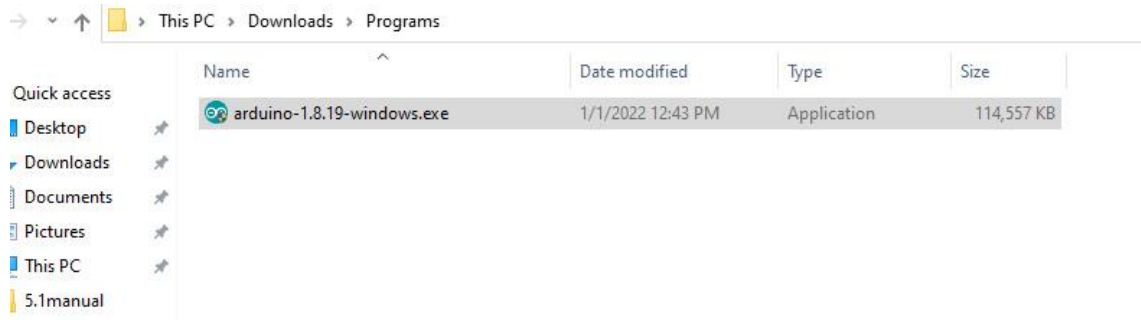 This PC > Downloads > Programs
Name Date modified Type Size
Quick access
arduino-1.8.19-windows.exe 1/1/2022 12:43 PM Application 114,557 KB
Desktop
Downloads
Documents
Pictures
This PC
5.1manual